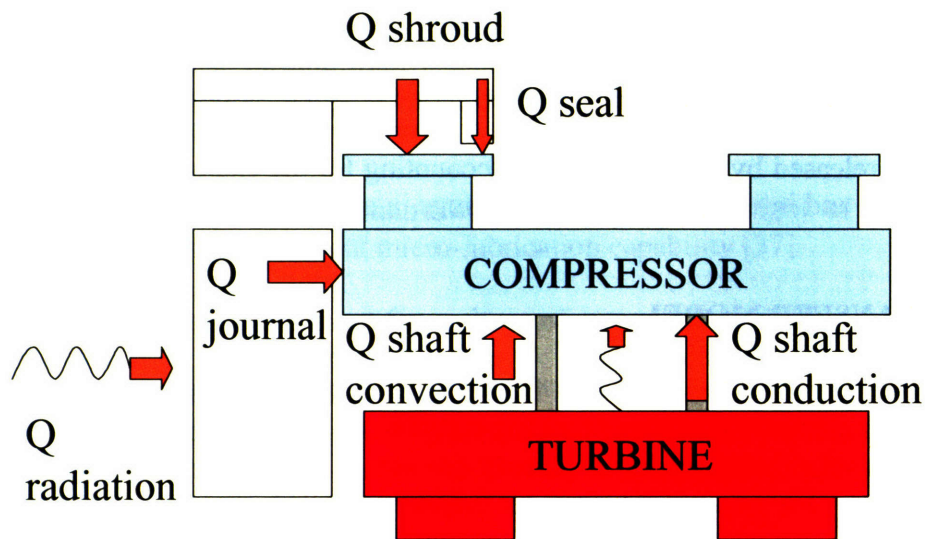 Q shroud
Q seal
Q
journal
COMPRESSOR
Q shaft
convection
Q shaft
conduction
Q
radiation
TURBINE